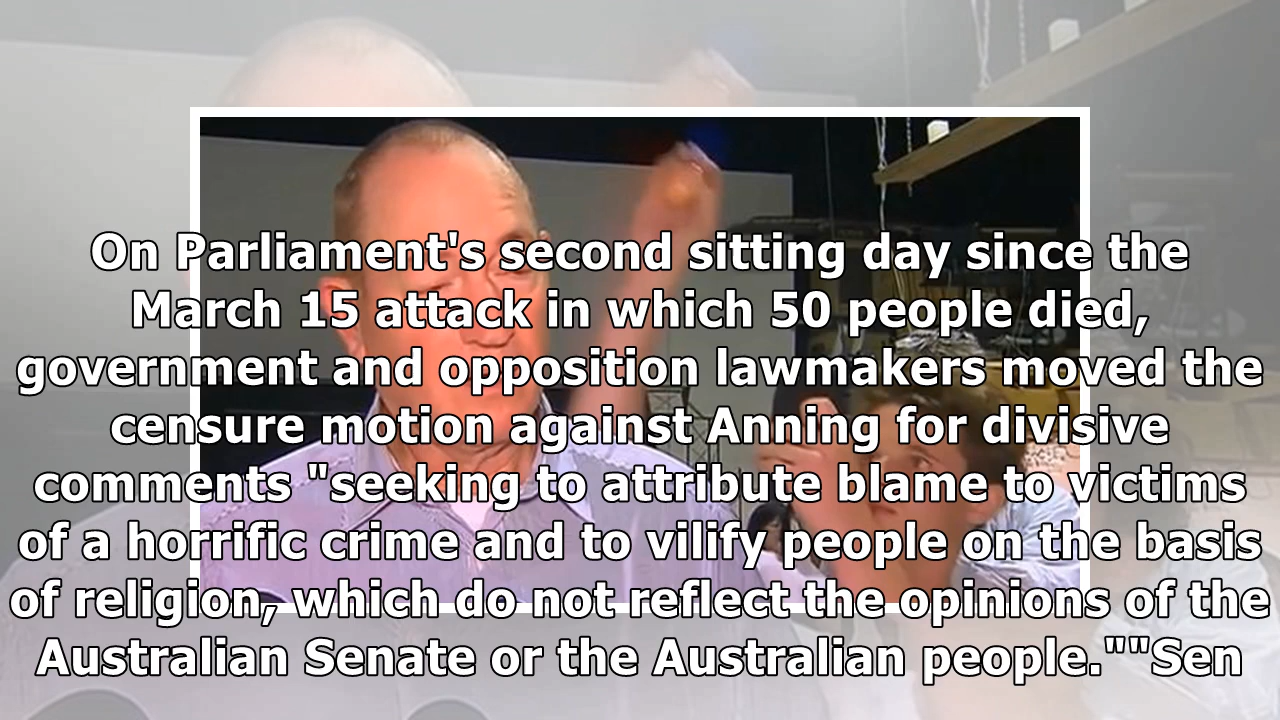 On Parliament's second sitting day since the
March 15 attack in which 50 people died,
government and opposition lawmakers moved the
censure motion against Anning for divisive
comments "seeking to attribute blame to victims
of a horrific crime and to vilify people on the basis
of religion, which do not reflect the opinions of the
Australian Senate or the Australian people.""Sen